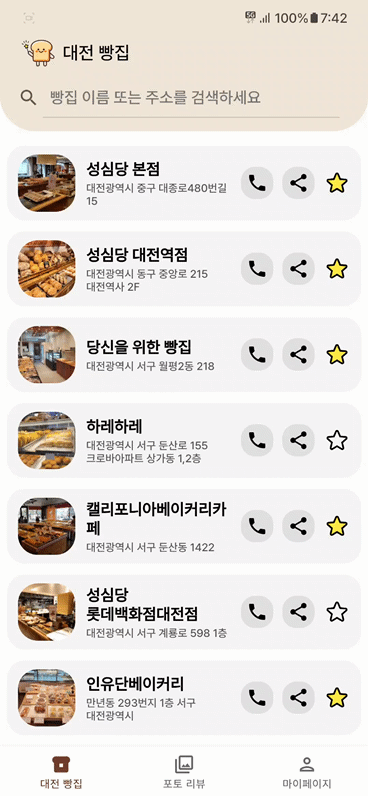 5G 100% 7:42
대전 빵집
빵집 이름 또는 주소를 검색하세요
성심당 본점
대전광역시 중구 대종로480번길
15
성심당 대전역점
대전광역시 동구 중앙로 215
대전역사 2F
당신을 위한 빵집
대전광역시 서구 월평2동 218
하레하레
대전광역시 서구 둔산로 155
크로바아파트 상가동 1,2층
캘리포니아베이커리카
페
대전광역시 서구 둔산동 1422
성심당
롯데백화점대전점
대전광역시 서구 계룡로 598 1층
인유단베이커리
만년동 293번지 1층 서구
대전광역시
대전 빵집
포토 리뷰
마이페이지